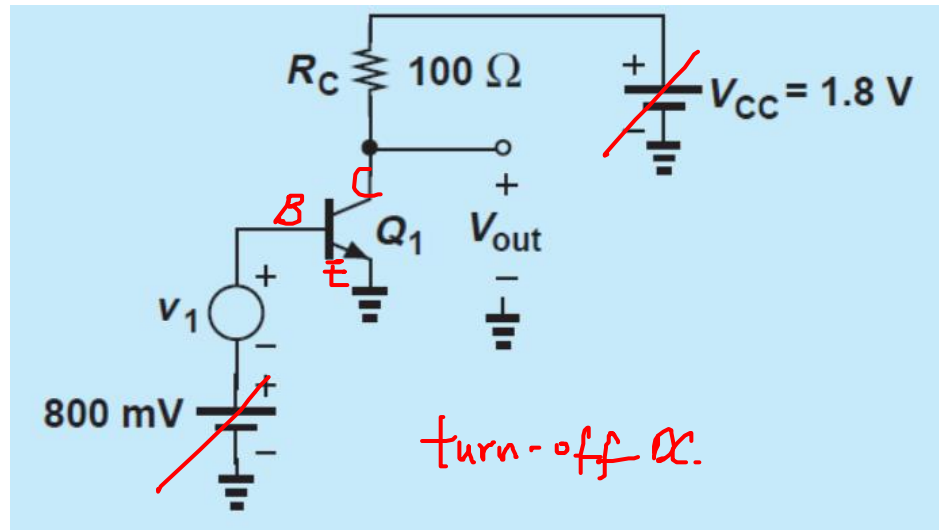 R_C 100 Ω
+
V_CC = 1.8 V
−
C
B
Q_1
+
V_out
−
E
+
v_1
−
+
800 mV
−
turn-off DC.